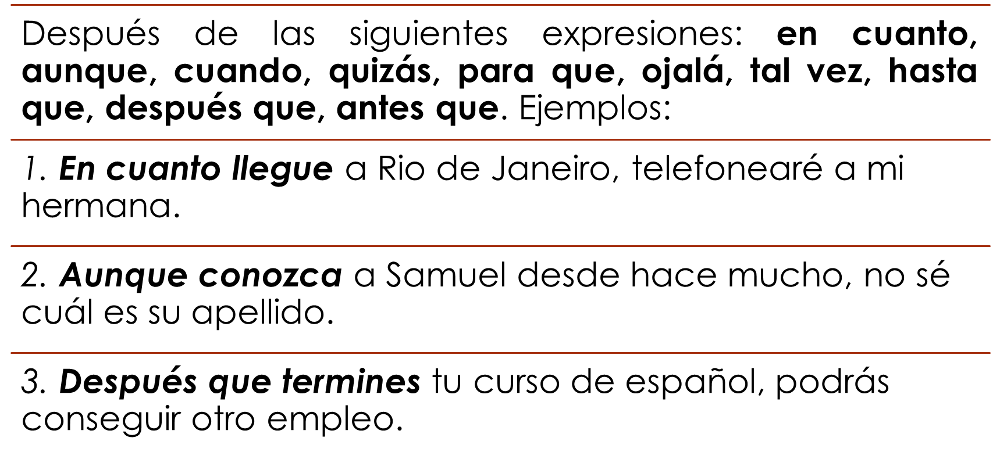 Después de las siguientes expresiones: en cuanto,
aunque, cuando, quizás, para que, ojalá, tal vez, hasta
que, después que, antes que. Ejemplos:
1. En cuanto llegue a Rio de Janeiro, telefonearé a mi
hermana.
2. Aunque conozca a Samuel desde hace mucho, no sé
cuál es su apellido.
3. Después que termines tu curso de español, podrás
conseguir otro empleo.